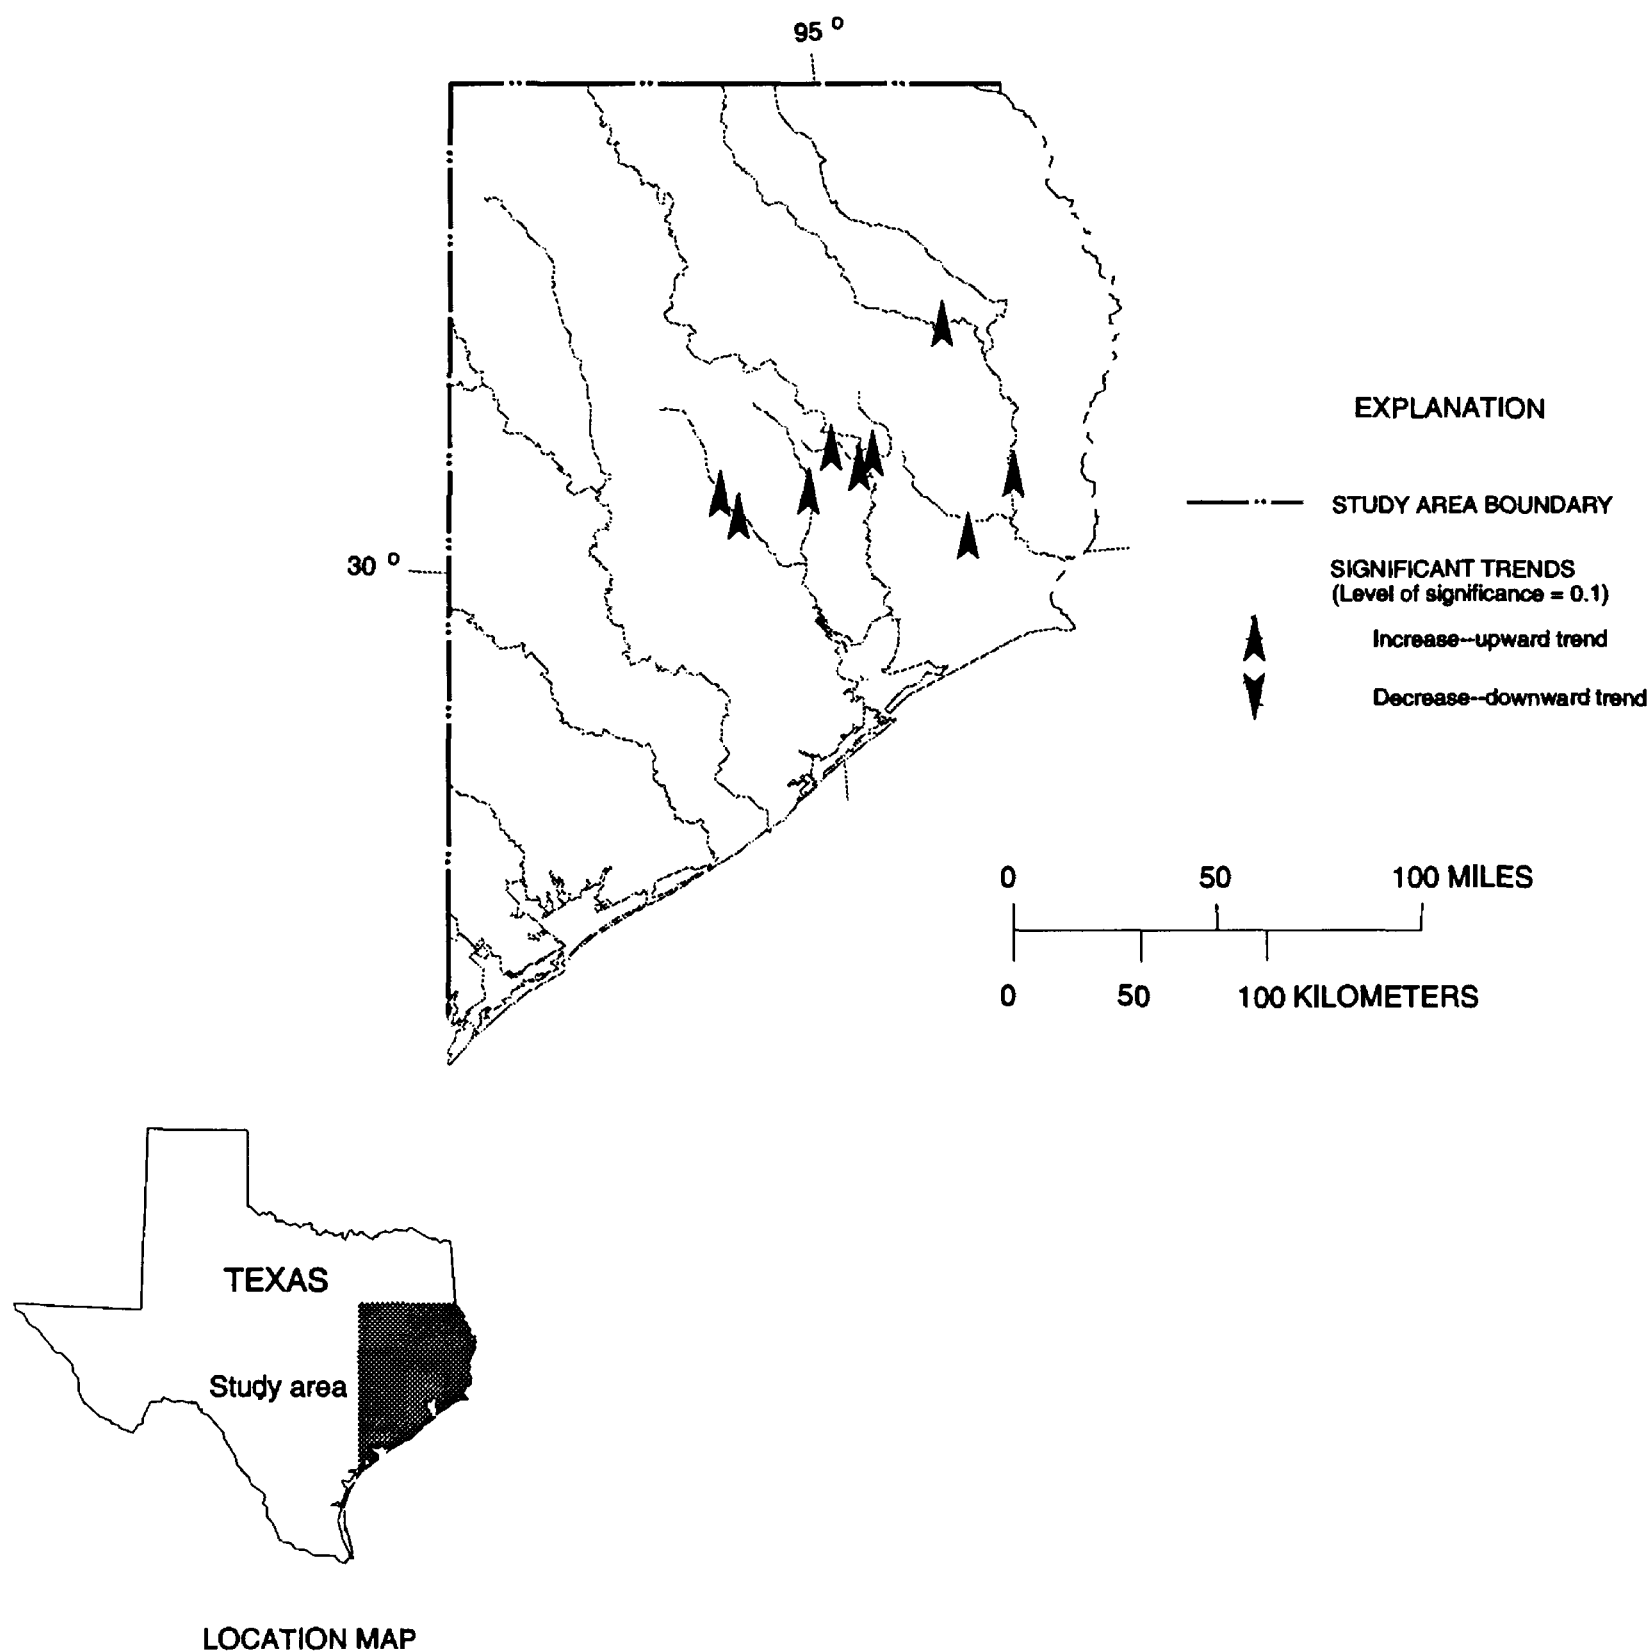 95 °
EXPLANATION
STUDY AREA BOUNDARY
30 °
SIGNIFICANT TRENDS
(Level of significance = 0.1)
Increase--upward trend
Decrease--downward trend
0 50 100 MILES
0 50 100 KILOMETERS
TEXAS
Study area
LOCATION MAP